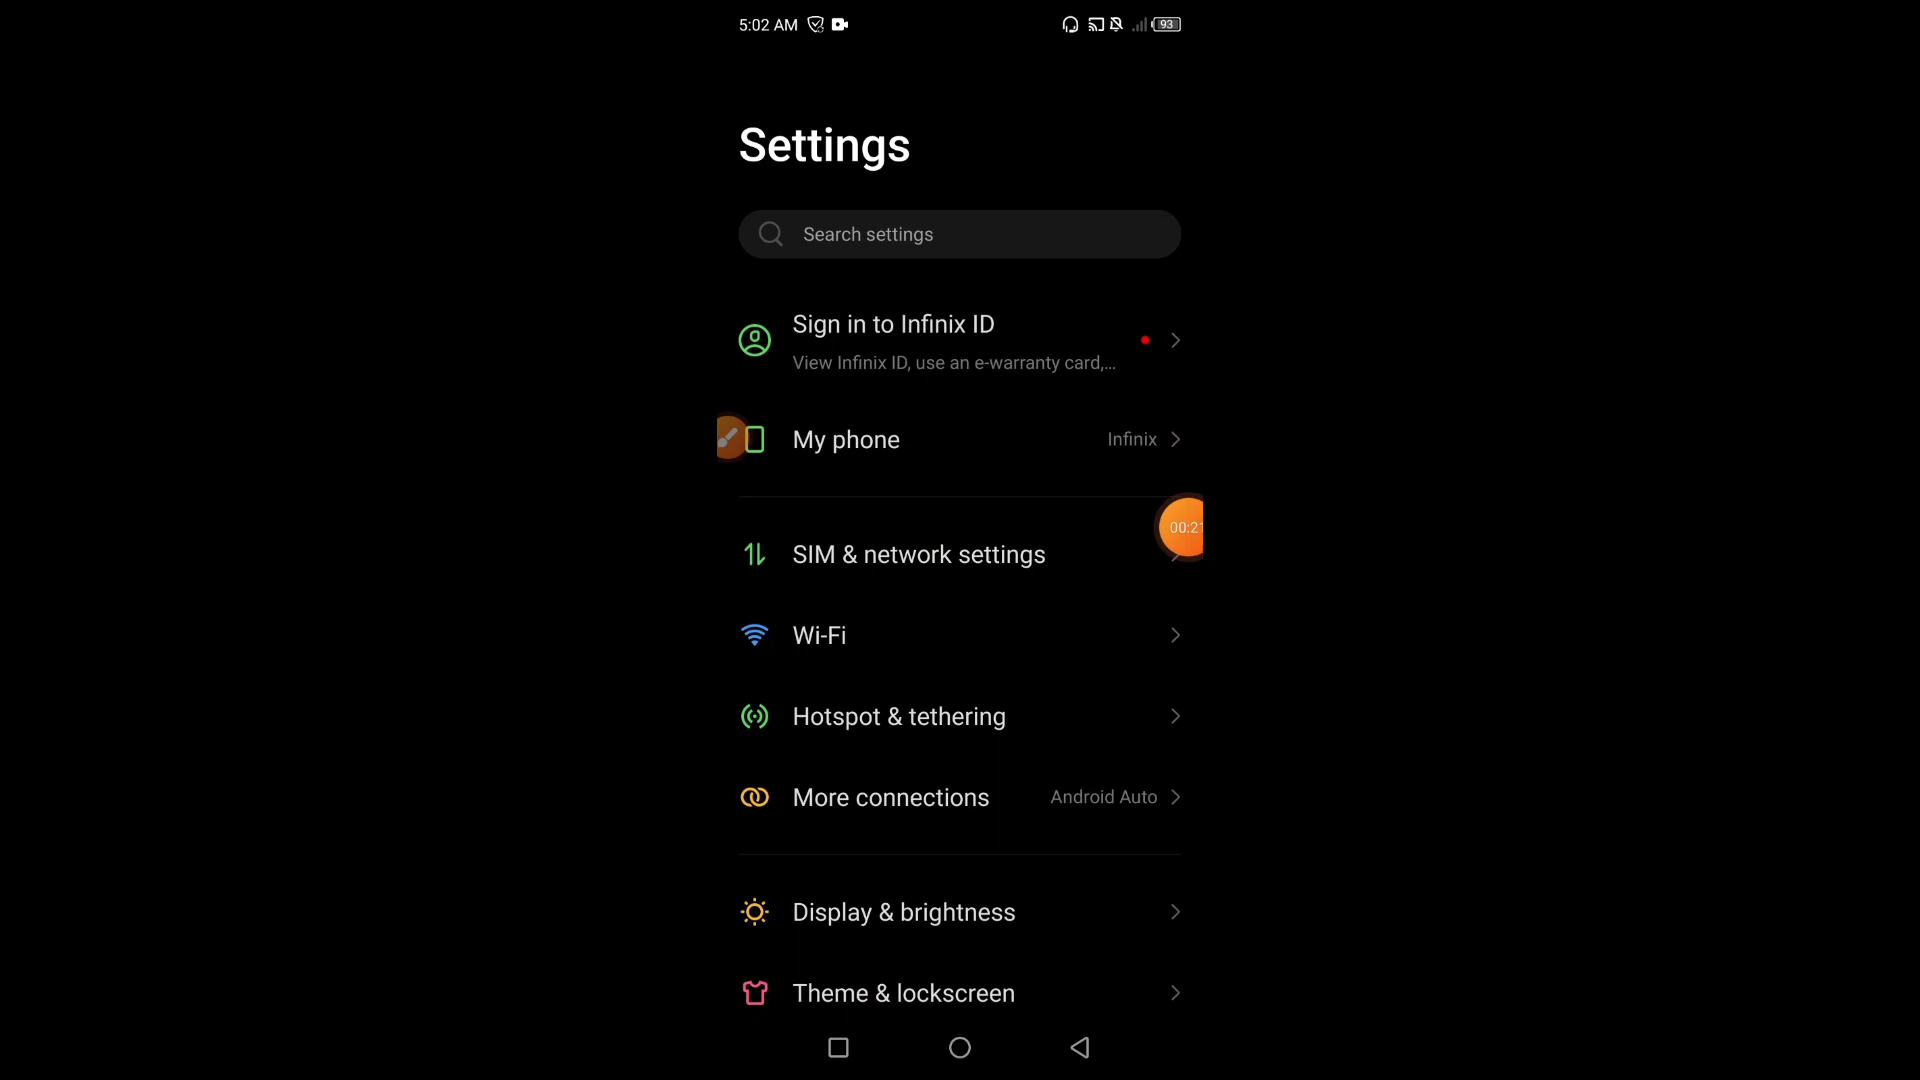 5:02 AM
93
Settings
Search settings
Sign in to Infinix ID
View Infinix ID, use an e-warranty card,...
My phone
Infinix
00:21
SIM & network settings
Wi-Fi
Hotspot & tethering
More connections
Android Auto
Display & brightness
Theme & lockscreen